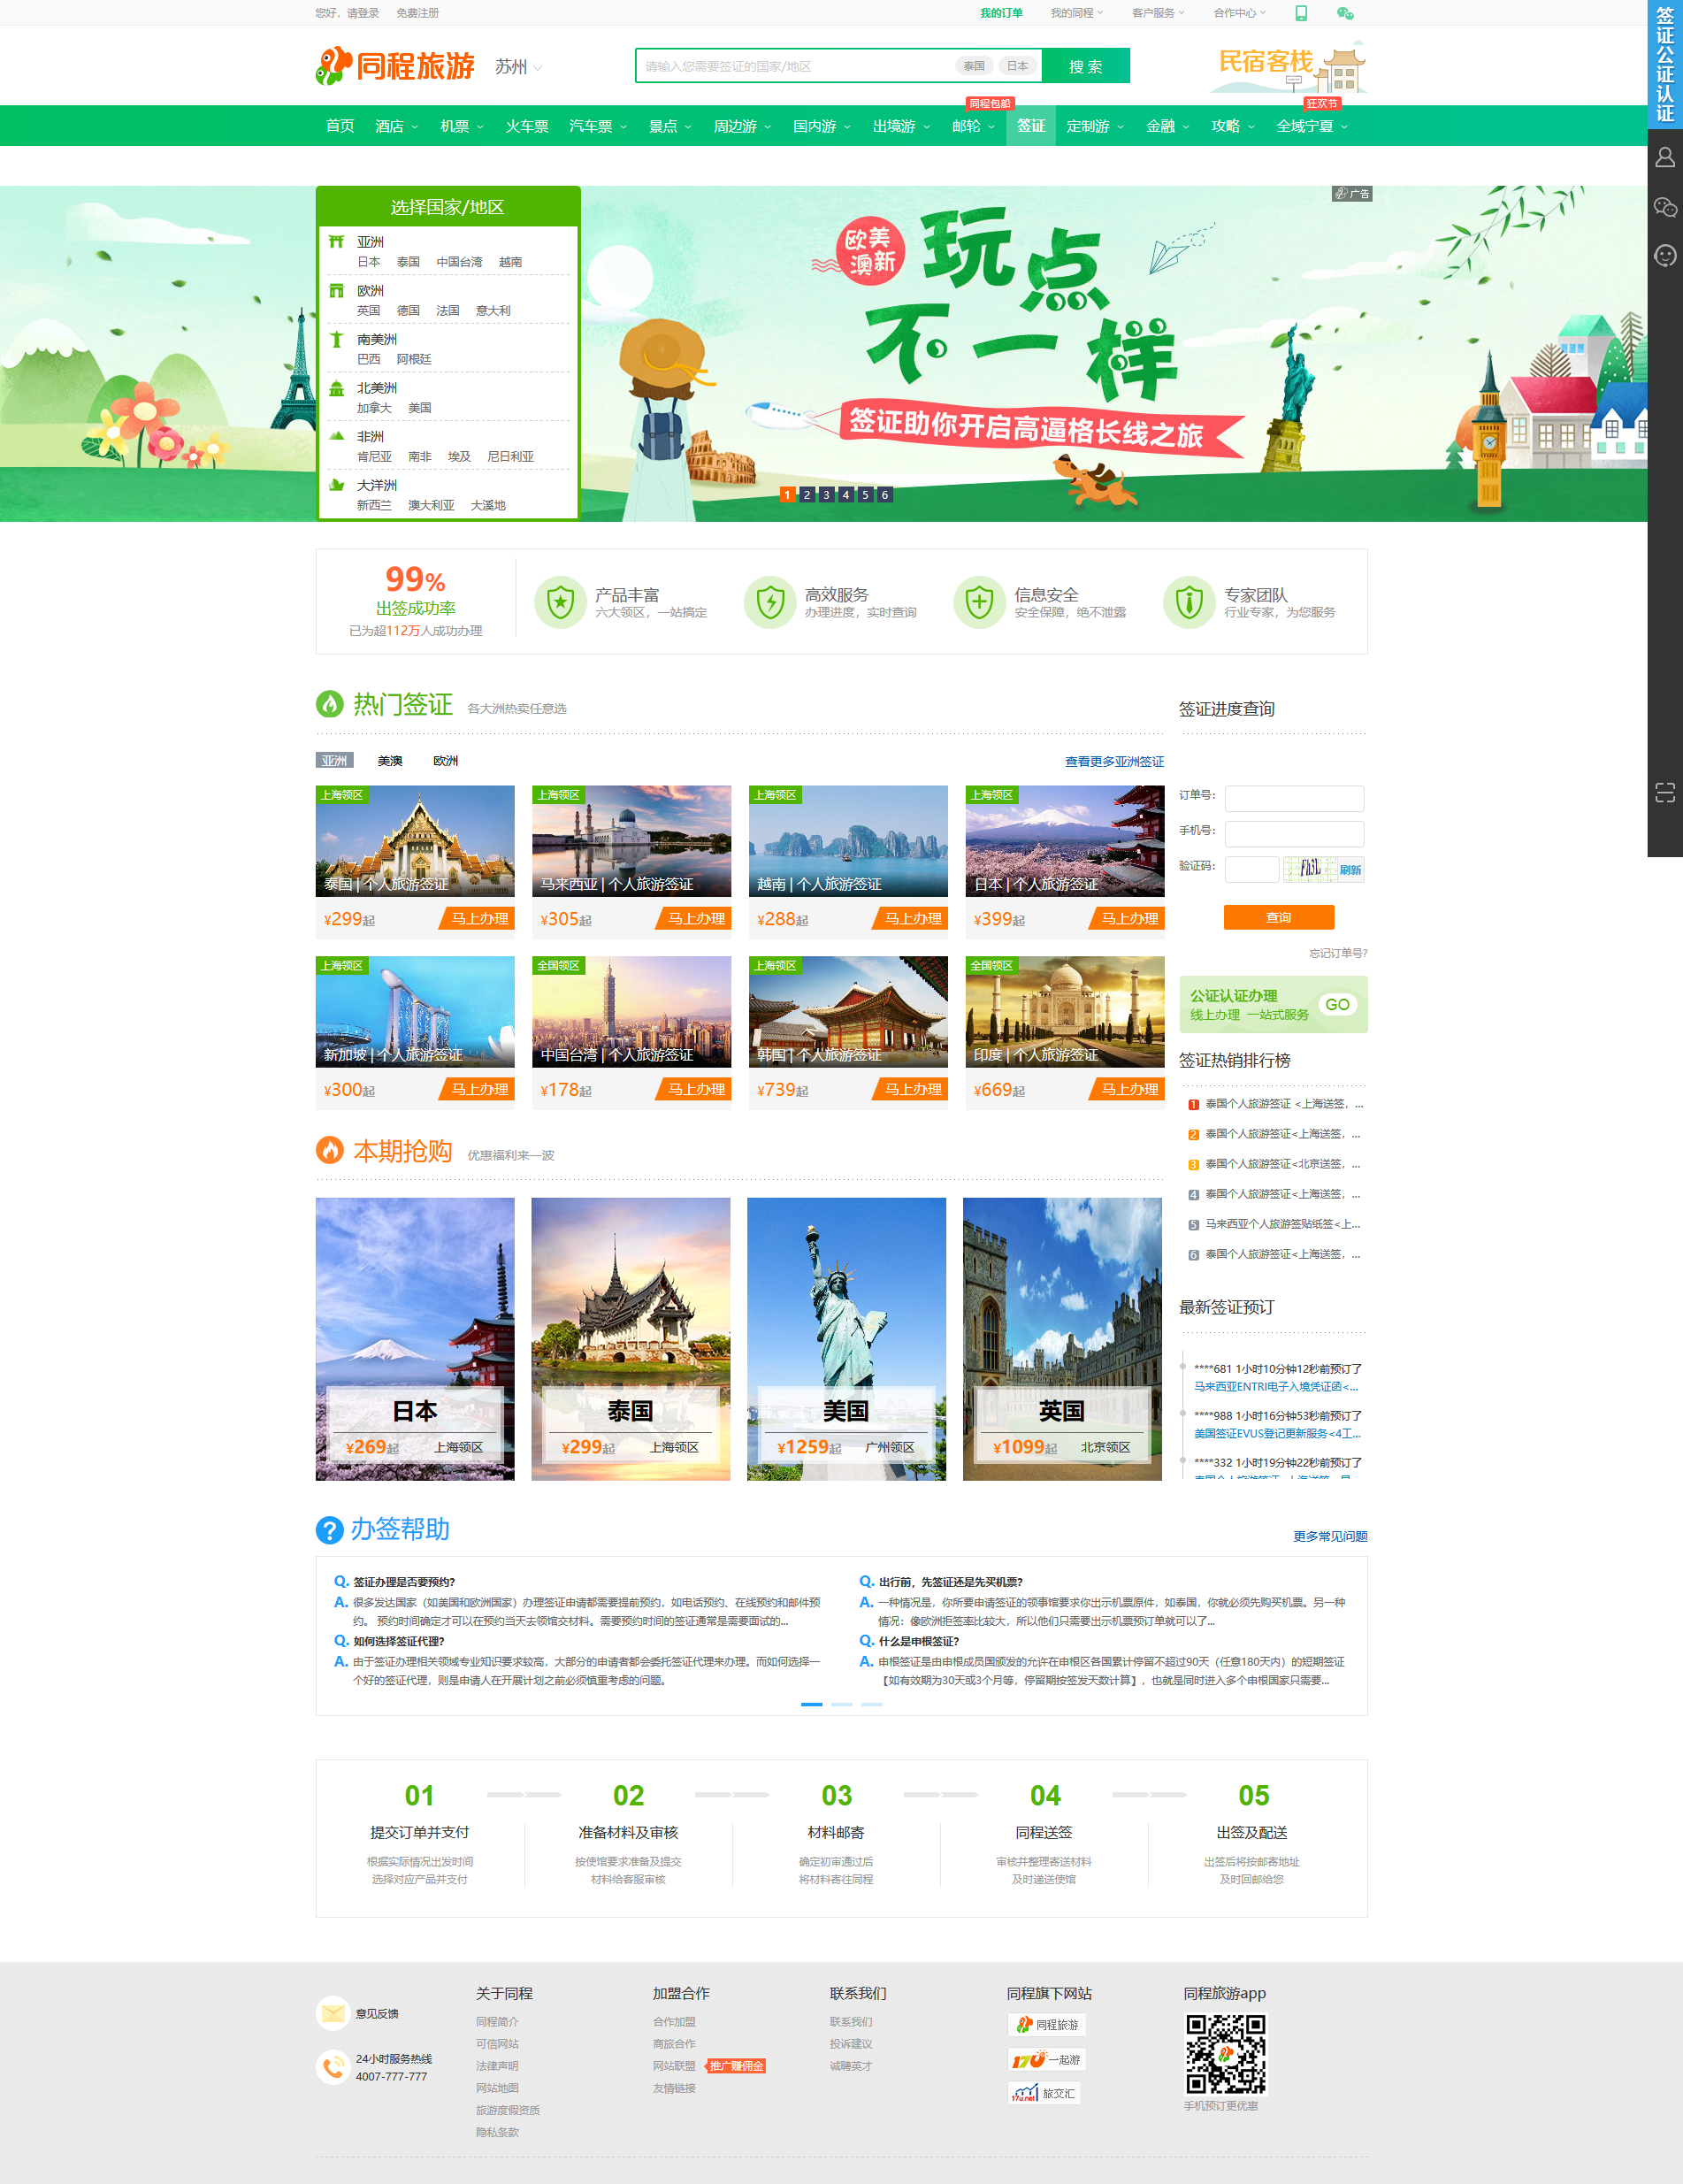 您好，请登录 免费注册 我的订单 我的同程 客户服务 合作中心
同程旅游 苏州
请输入您需要签证的国家/地区 泰国 日本 搜 索
民宿客栈
签证公证认证
同程包船 狂欢节
首页 酒店 机票 火车票 汽车票 景点 周边游 国内游 出境游 邮轮 签证 定制游 金融 攻略 全域宁夏
选择国家/地区
亚洲
日本 泰国 中国台湾 越南
欧洲
英国 德国 法国 意大利
南美洲
巴西 阿根廷
北美洲
加拿大 美国
非洲
肯尼亚 南非 埃及 尼日利亚
大洋洲
新西兰 澳大利亚 大溪地
广告
欧美澳新
玩点
不一样
签证助你开启高逼格长线之旅
1 2 3 4 5 6
99%
出签成功率
已为超112万人成功办理
产品丰富
六大领区，一站搞定
高效服务
办理进度，实时查询
信息安全
安全保障，绝不泄露
专家团队
行业专家，为您服务
热门签证 各大洲热卖任意选
亚洲 美澳 欧洲 查看更多亚洲签证
上海领区 上海领区 上海领区 上海领区
泰国 | 个人旅游签证 马来西亚 | 个人旅游签证 越南 | 个人旅游签证 日本 | 个人旅游签证
¥299起 马上办理 ¥305起 马上办理 ¥288起 马上办理 ¥399起 马上办理
上海领区 全国领区 上海领区 全国领区
新加坡 | 个人旅游签证 中国台湾 | 个人旅游签证 韩国 | 个人旅游签证 印度 | 个人旅游签证
¥300起 马上办理 ¥178起 马上办理 ¥739起 马上办理 ¥669起 马上办理
签证进度查询
订单号：
手机号：
验证码： 刷新
查询
忘记订单号?
公证认证办理
线上办理 一站式服务 GO
签证热销排行榜
1 泰国个人旅游签证 <上海送签，...
2 泰国个人旅游签证<上海送签，...
3 泰国个人旅游签证<北京送签，...
4 泰国个人旅游签证<上海送签，...
5 马来西亚个人旅游签贴纸签<上...
6 泰国个人旅游签证<上海送签，...
本期抢购 优惠福利来一波
日本 泰国 美国 英国
¥269起 上海领区 ¥299起 上海领区 ¥1259起 广州领区 ¥1099起 北京领区
最新签证预订
****681 1小时10分钟12秒前预订了
马来西亚ENTRI电子入境凭证函<...
****988 1小时16分钟53秒前预订了
美国签证EVUS登记更新服务<4工...
****332 1小时19分钟22秒前预订了
办签帮助 更多常见问题
Q. 签证办理是否要预约?
A. 很多发达国家（如美国和欧洲国家）办理签证申请都需要提前预约，如电话预约、在线预约和邮件预
约。 预约时间确定才可以在预约当天去领馆交材料。需要预约时间的签证通常是需要面试的...
Q. 如何选择签证代理?
A. 由于签证办理相关领域专业知识要求较高，大部分的申请者都会委托签证代理来办理。而如何选择一
个好的签证代理，则是申请人在开展计划之前必须慎重考虑的问题。
Q. 出行前，先签证还是先买机票?
A. 一种情况是，你所要申请签证的领事馆要求你出示机票原件，如泰国，你就必须先购买机票。另一种
情况：像欧洲拒签率比较大，所以他们只需要出示机票预订单就可以了...
Q. 什么是申根签证?
A. 申根签证是由申根成员国颁发的允许在申根区各国累计停留不超过90天（任意180天内）的短期签证
【如有效期为30天或3个月等，停留期按签发天数计算】，也就是同时进入多个申根国家只需要...
01 02 03 04 05
提交订单并支付 准备材料及审核 材料邮寄 同程送签 出签及配送
根据实际情况出发时间 按使馆要求准备及提交 确定初审通过后 审核并整理寄送材料 出签后将按邮寄地址
选择对应产品并支付 材料给客服审核 将材料寄往同程 及时递送使馆 及时回邮给您
意见反馈
24小时服务热线
4007-777-777
关于同程
同程简介
可信网站
法律声明
网站地图
旅游度假资质
隐私条款
加盟合作
合作加盟
商旅合作
网站联盟 推广赚佣金
友情链接
联系我们
联系我们
投诉建议
诚聘英才
同程旗下网站
同程旅游
17U 一起游
17u.net 旅交汇
同程旅游app
手机预订更优惠